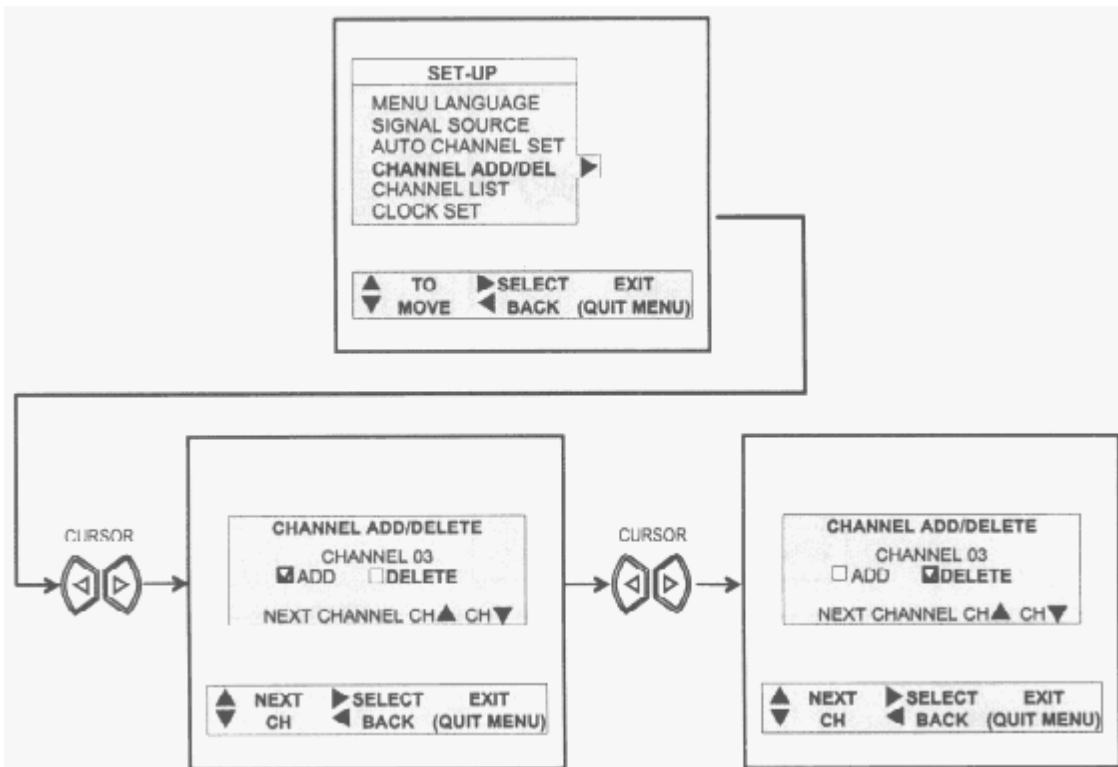 SET-UP
MENU LANGUAGE
SIGNAL SOURCE
AUTO CHANNEL SET
CHANNEL ADD/DEL ▶
CHANNEL LIST
CLOCK SET
▲ TO ▶SELECT EXIT
▼ MOVE ◀ BACK (QUIT MENU)
CURSOR
CHANNEL ADD/DELETE
CHANNEL 03
☑ADD ☐DELETE
NEXT CHANNEL CH▲ CH▼
▲ NEXT ▶SELECT EXIT
▼ CH ◀ BACK (QUIT MENU)
CURSOR
CHANNEL ADD/DELETE
CHANNEL 03
☐ADD ☑DELETE
NEXT CHANNEL CH▲ CH▼
▲ NEXT ▶SELECT EXIT
▼ CH ◀ BACK (QUIT MENU)